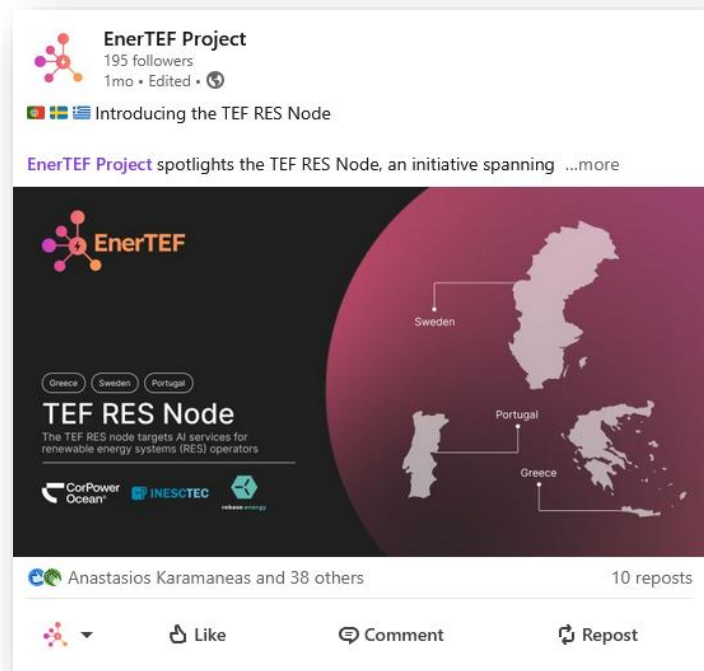 EnerTEF Project
195 followers
1mo • Edited •
🇵🇹 🇸🇪 🇬🇷 Introducing the TEF RES Node
EnerTEF Project spotlights the TEF RES Node, an initiative spanning ...more
EnerTEF
Sweden
Portugal
Greece
Greece Sweden Portugal
TEF RES Node
The TEF RES node targets AI services for
renewable energy systems (RES) operators
CorPower
Ocean®
INESCTEC
rebase.energy
Anastasios Karamaneas and 38 others
10 reposts
Like
Comment
Repost